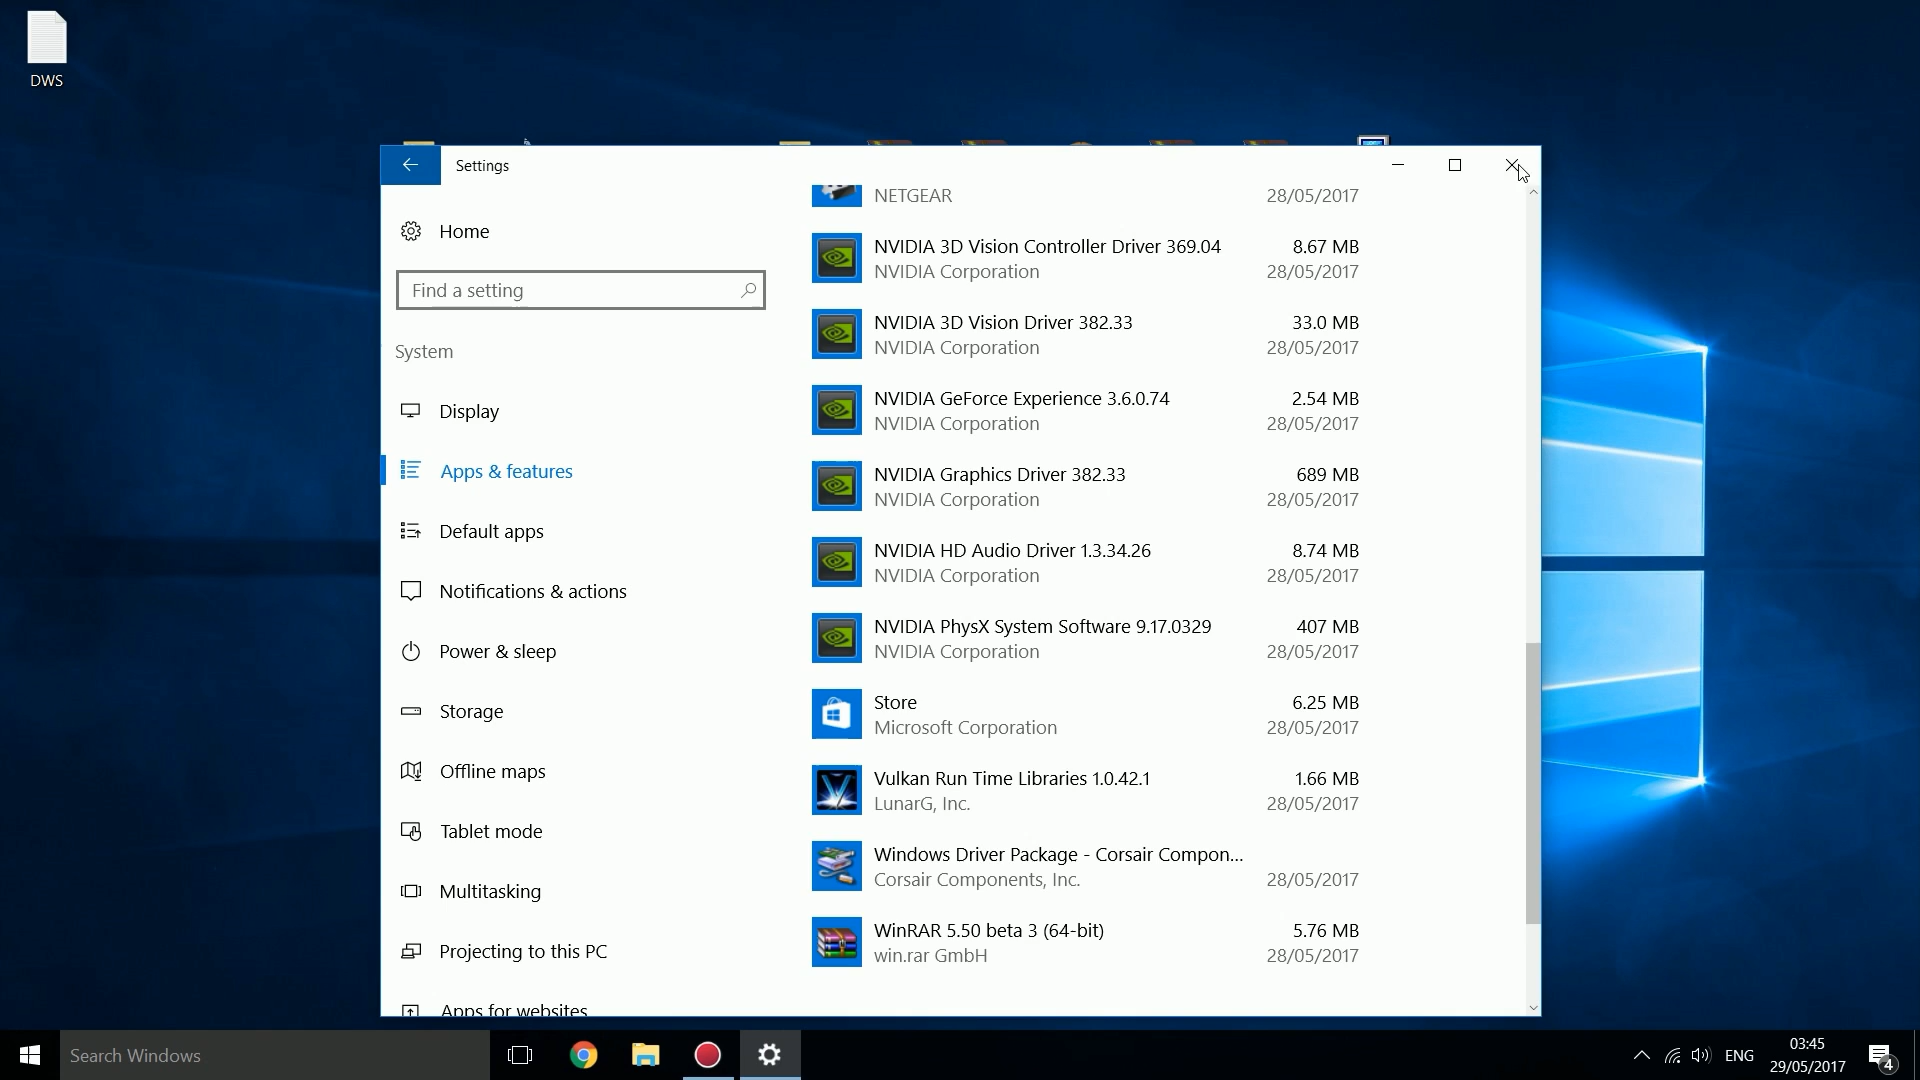 DWS
Settings
Home
Find a setting
System
Display
Apps & features
Default apps
Notifications & actions
Power & sleep
Storage
Offline maps
Tablet mode
Multitasking
Projecting to this PC
Apps for websites
NETGEAR 28/05/2017
NVIDIA 3D Vision Controller Driver 369.04 8.67 MB
NVIDIA Corporation 28/05/2017
NVIDIA 3D Vision Driver 382.33 33.0 MB
NVIDIA Corporation 28/05/2017
NVIDIA GeForce Experience 3.6.0.74 2.54 MB
NVIDIA Corporation 28/05/2017
NVIDIA Graphics Driver 382.33 689 MB
NVIDIA Corporation 28/05/2017
NVIDIA HD Audio Driver 1.3.34.26 8.74 MB
NVIDIA Corporation 28/05/2017
NVIDIA PhysX System Software 9.17.0329 407 MB
NVIDIA Corporation 28/05/2017
Store 6.25 MB
Microsoft Corporation 28/05/2017
Vulkan Run Time Libraries 1.0.42.1 1.66 MB
LunarG, Inc. 28/05/2017
Windows Driver Package - Corsair Compon...
Corsair Components, Inc. 28/05/2017
WinRAR 5.50 beta 3 (64-bit) 5.76 MB
win.rar GmbH 28/05/2017
Search Windows
ENG
03:45
29/05/2017
4